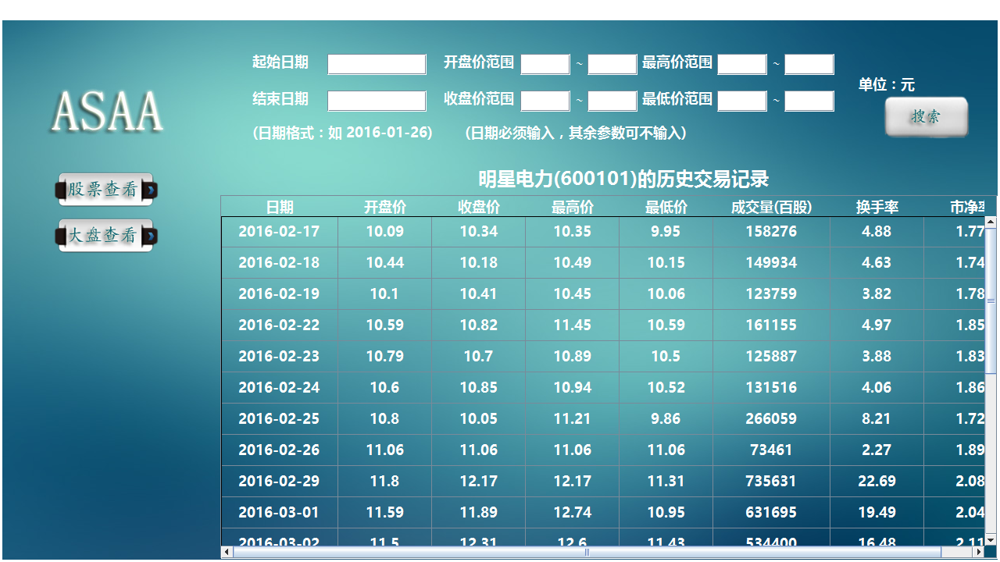 起始日期 开盘价范围 ~ 最高价范围 ~
单位：元
结束日期 收盘价范围 ~ 最低价范围 ~
ASAA
搜索
(日期格式：如 2016-01-26) (日期必须输入，其余参数可不输入)
明星电力(600101)的历史交易记录
股票查看
大盘查看
日期 开盘价 收盘价 最高价 最低价 成交量(百股) 换手率 市净率
2016-02-17 10.09 10.34 10.35 9.95 158276 4.88 1.77
2016-02-18 10.44 10.18 10.49 10.15 149934 4.63 1.74
2016-02-19 10.1 10.41 10.45 10.06 123759 3.82 1.78
2016-02-22 10.59 10.82 11.45 10.59 161155 4.97 1.85
2016-02-23 10.79 10.7 10.89 10.5 125887 3.88 1.83
2016-02-24 10.6 10.85 10.94 10.52 131516 4.06 1.86
2016-02-25 10.8 10.05 11.21 9.86 266059 8.21 1.72
2016-02-26 11.06 11.06 11.06 11.06 73461 2.27 1.89
2016-02-29 11.8 12.17 12.17 11.31 735631 22.69 2.08
2016-03-01 11.59 11.89 12.74 10.95 631695 19.49 2.04
2016-03-02 11.5 12.31 12.6 11.43 534400 16.48 2.11